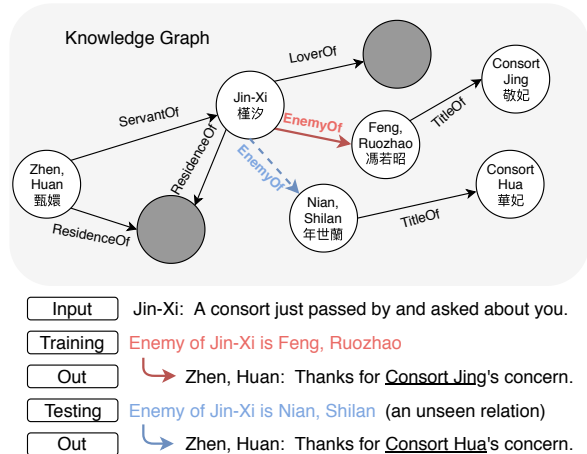 Knowledge Graph
LoverOf
Consort
Jing
敬妃
Jin-Xi
槿汐
ServantOf
EnemyOf
TitleOf
Feng,
Ruozhao
馮若昭
ResidenceOf
EnemyOf
Zhen,
Huan
甄嬛
Consort
Hua
華妃
Nian,
Shilan
年世蘭
TitleOf
ResidenceOf
Input Jin-Xi: A consort just passed by and asked about you.
Training Enemy of Jin-Xi is Feng, Ruozhao
Out Zhen, Huan: Thanks for Consort Jing's concern.
Testing Enemy of Jin-Xi is Nian, Shilan (an unseen relation)
Out Zhen, Huan: Thanks for Consort Hua's concern.